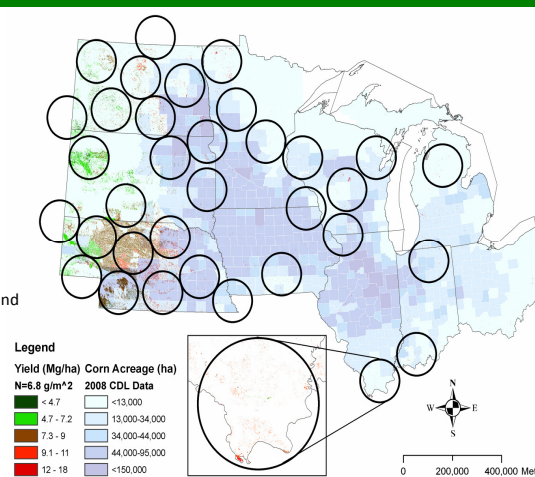 nd
Legend
Yield (Mg/ha) Corn Acreage (ha)
N=6.8 g/m^2 2008 CDL Data
< 4.7 <13,000
4.7 - 7.2 13,000-34,000
7.3 - 9 34,000-44,000
9.1 - 11 44,000-95,000
12 - 18 <150,000
N
W E
S
0 200,000 400,000 Met